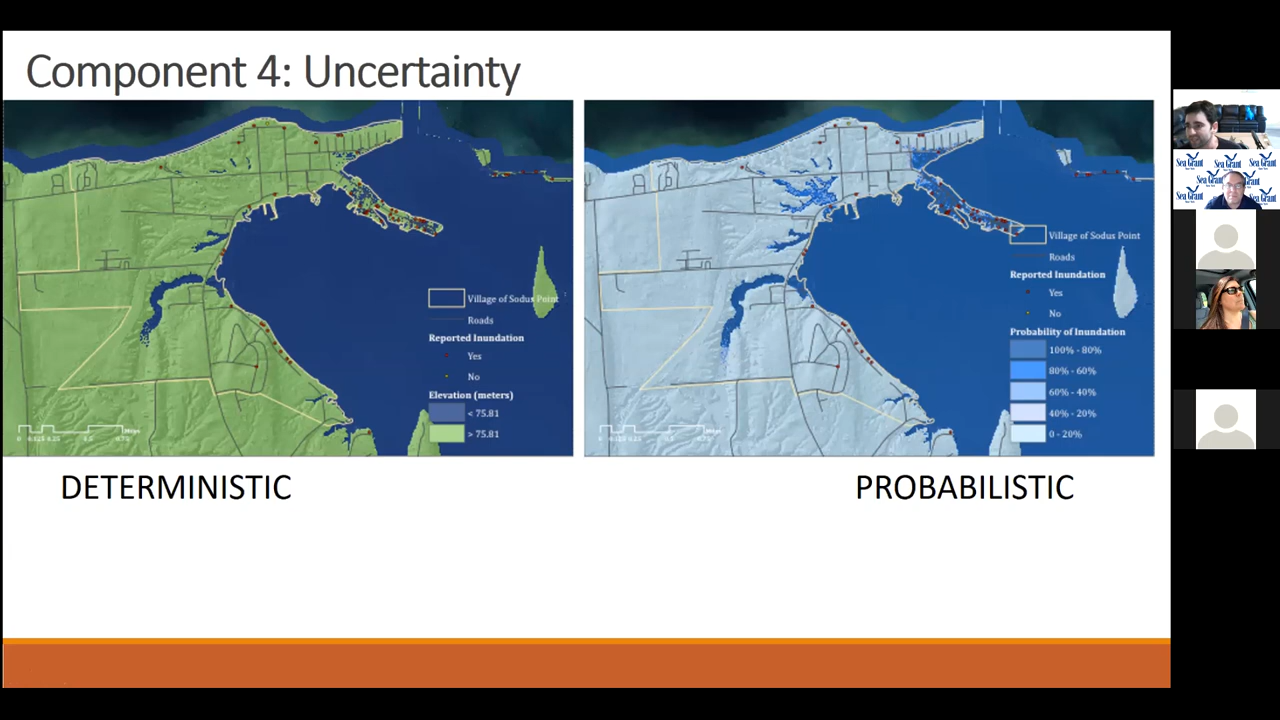 Component 4: Uncertainty
Village of Sodus Point
Roads
Reported Inundation
Yes
No
Elevation (meters)
< 75.81
> 75.81
Village of Sodus Point
Roads
Reported Inundation
Yes
No
Probability of Inundation
100% - 80%
80% - 60%
60% - 40%
40% - 20%
0 - 20%
DETERMINISTIC
PROBABILISTIC
Sea Grant
Sea Grant
Sea Grant
Sea Grant
Sea Grant